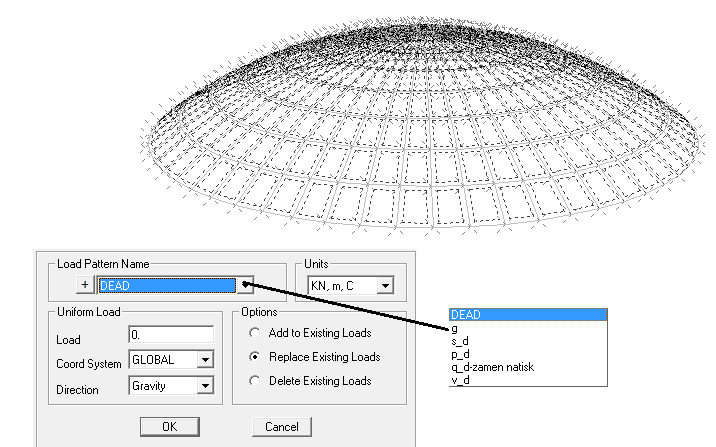 Load Pattern Name
+ DEAD
Units
KN, m, C
Uniform Load
Load 0.
Coord System GLOBAL
Direction Gravity
Options
Add to Existing Loads
Replace Existing Loads
Delete Existing Loads
OK Cancel
DEAD
g
s_d
p_d
q_d-zamen natisk
v_d